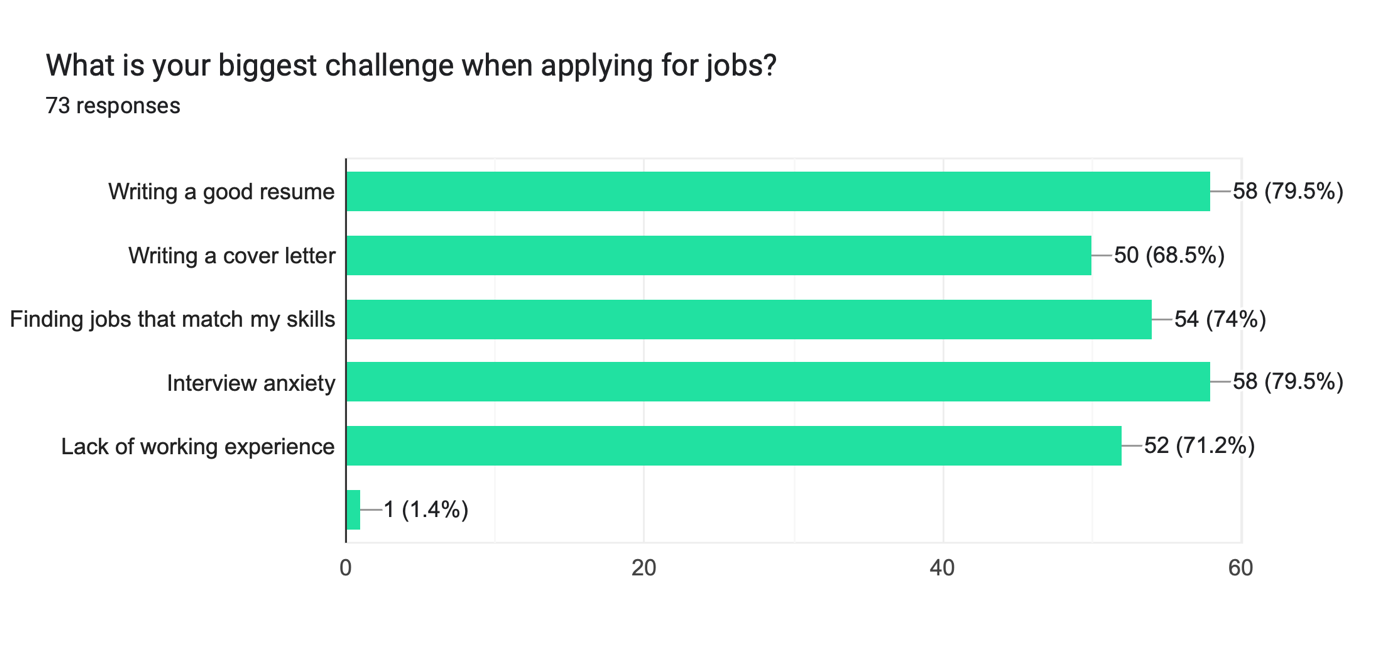 What is your biggest challenge when applying for jobs?
73 responses
Writing a good resume 58 (79.5%)
Writing a cover letter 50 (68.5%)
Finding jobs that match my skills 54 (74%)
Interview anxiety 58 (79.5%)
Lack of working experience 52 (71.2%)
1 (1.4%)
0 20 40 60